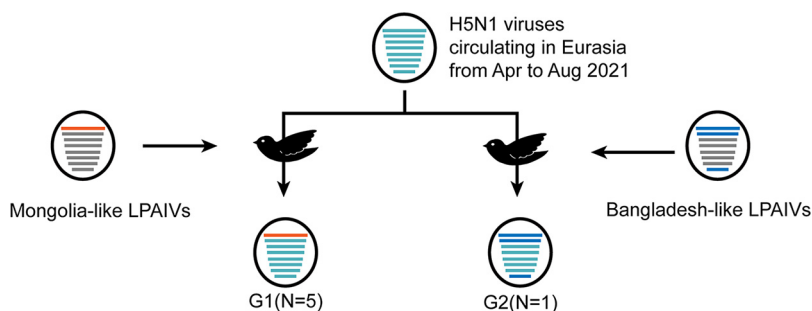 H5N1 viruses
circulating in Eurasia
from Apr to Aug 2021
Mongolia-like LPAIVs
Bangladesh-like LPAIVs
G1(N=5)
G2(N=1)